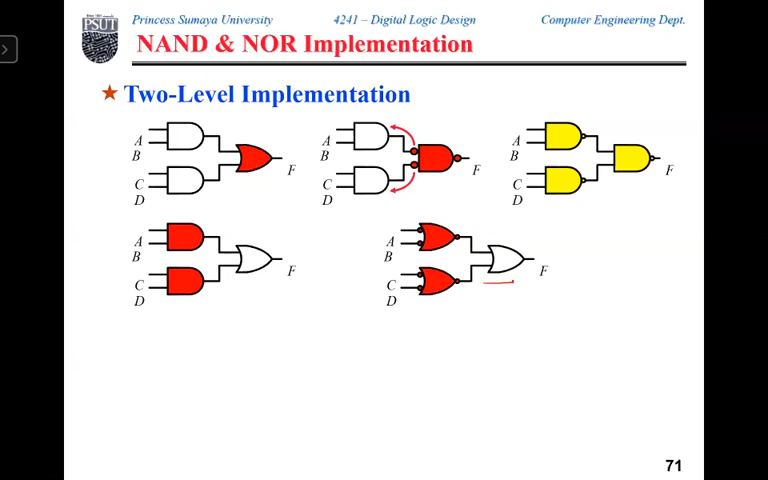 Princess Sumaya University 4241 – Digital Logic Design Computer Engineering Dept.
PSUT
NAND & NOR Implementation
Two-Level Implementation
A A A
B B B
F F F
C C C
D D D
A A
B B
F F
C C
D D
71